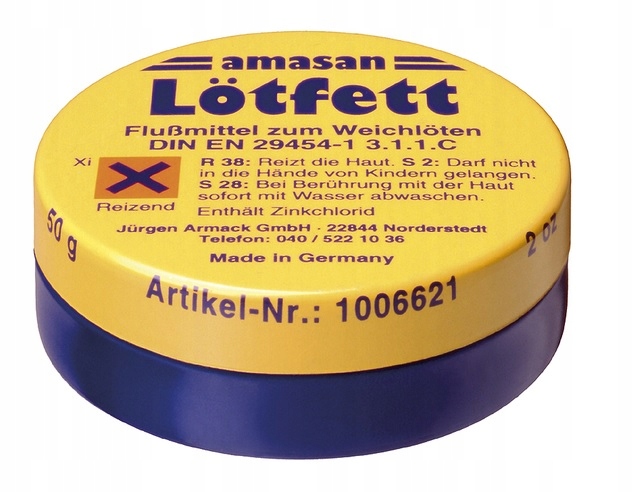 amasan
Lötfett
Flußmittel zum Weichlöten
DIN EN 29454-1 3.1.1.C
Xi
Reizend
R 38: Reizt die Haut. S 2: Darf nicht
in die Hände von Kindern gelangen.
S 28: Bei Berührung mit der Haut
sofort mit Wasser abwaschen.
Enthält Zinkchlorid
Jürgen Armack GmbH · 22844 Norderstedt
Telefon: 040 / 522 10 36
Made in Germany
50 g
Artikel-Nr.: 1006621
2 oz